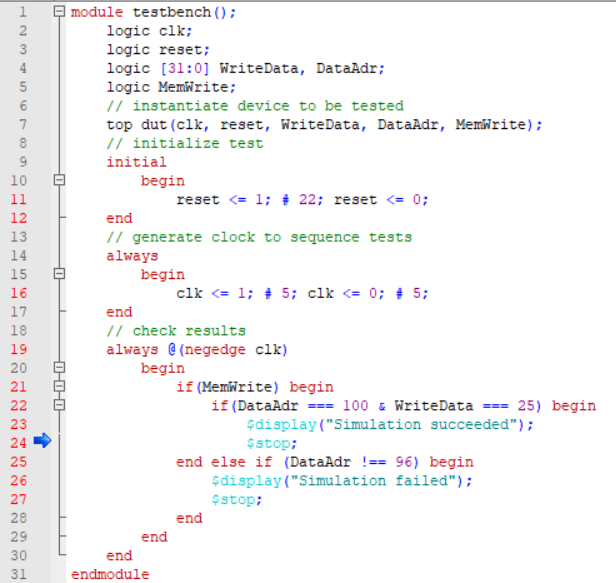 1 module testbench();
2 logic clk;
3 logic reset;
4 logic [31:0] WriteData, DataAdr;
5 logic MemWrite;
6 // instantiate device to be tested
7 top dut(clk, reset, WriteData, DataAdr, MemWrite);
8 // initialize test
9 initial
10 begin
11 reset <= 1; # 22; reset <= 0;
12 end
13 // generate clock to sequence tests
14 always
15 begin
16 clk <= 1; # 5; clk <= 0; # 5;
17 end
18 // check results
19 always @(negedge clk)
20 begin
21 if(MemWrite) begin
22 if(DataAdr === 100 & WriteData === 25) begin
23 $display("Simulation succeeded");
24 $stop;
25 end else if (DataAdr !== 96) begin
26 $display("Simulation failed");
27 $stop;
28 end
29 end
30 end
31 endmodule